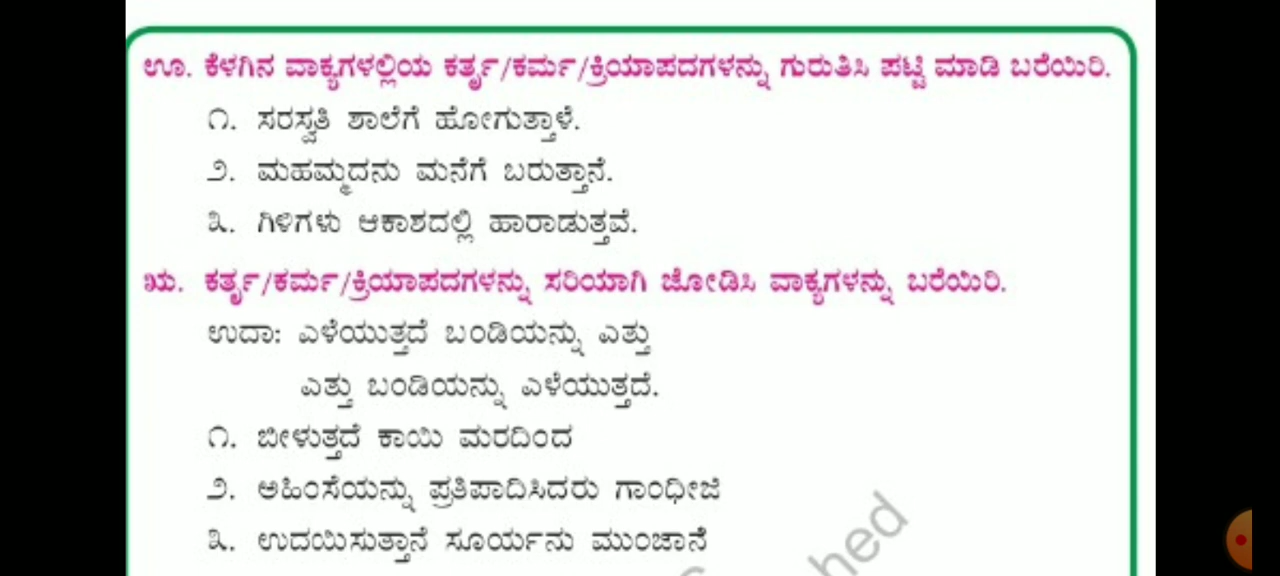 ಊ. ಕೆಳಗಿನ ವಾಕ್ಯಗಳಲ್ಲಿಯ ಕರ್ತೃ/ಕರ್ಮ/ಕ್ರಿಯಾಪದಗಳನ್ನು ಗುರುತಿಸಿ ಪಟ್ಟಿ ಮಾಡಿ ಬರೆಯಿರಿ.
೧. ಸರಸ್ವತಿ ಶಾಲೆಗೆ ಹೋಗುತ್ತಾಳೆ.
೨. ಮಹಮ್ಮದನು ಮನೆಗೆ ಬರುತ್ತಾನೆ.
೩. ಗಿಳಿಗಳು ಆಕಾಶದಲ್ಲಿ ಹಾರಾಡುತ್ತವೆ.
ಋ. ಕರ್ತೃ/ಕರ್ಮ/ಕ್ರಿಯಾಪದಗಳನ್ನು ಸರಿಯಾಗಿ ಜೋಡಿಸಿ ವಾಕ್ಯಗಳನ್ನು ಬರೆಯಿರಿ.
ಉದಾ: ಎಳೆಯುತ್ತದೆ ಬಂಡಿಯನ್ನು ಎತ್ತು
ಎತ್ತು ಬಂಡಿಯನ್ನು ಎಳೆಯುತ್ತದೆ.
೧. ಬೀಳುತ್ತದೆ ಕಾಯಿ ಮರದಿಂದ
೨. ಅಹಿಂಸೆಯನ್ನು ಪ್ರತಿಪಾದಿಸಿದರು ಗಾಂಧೀಜಿ
೩. ಉದಯಿಸುತ್ತಾನೆ ಸೂರ್ಯನು ಮುಂಜಾನೆ